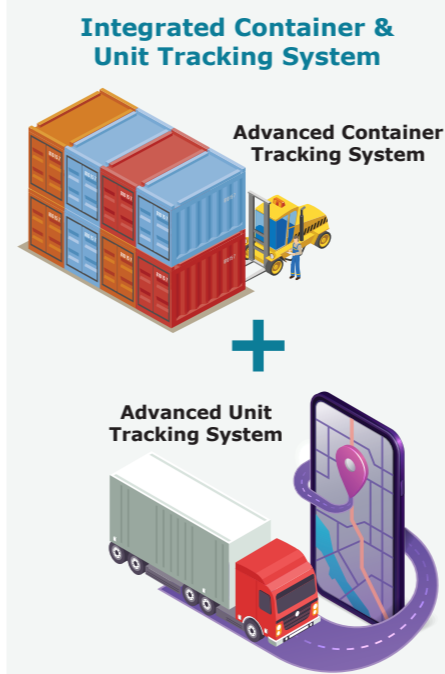 Integrated Container &
Unit Tracking System
Advanced Container
Tracking System
+
Advanced Unit
Tracking System